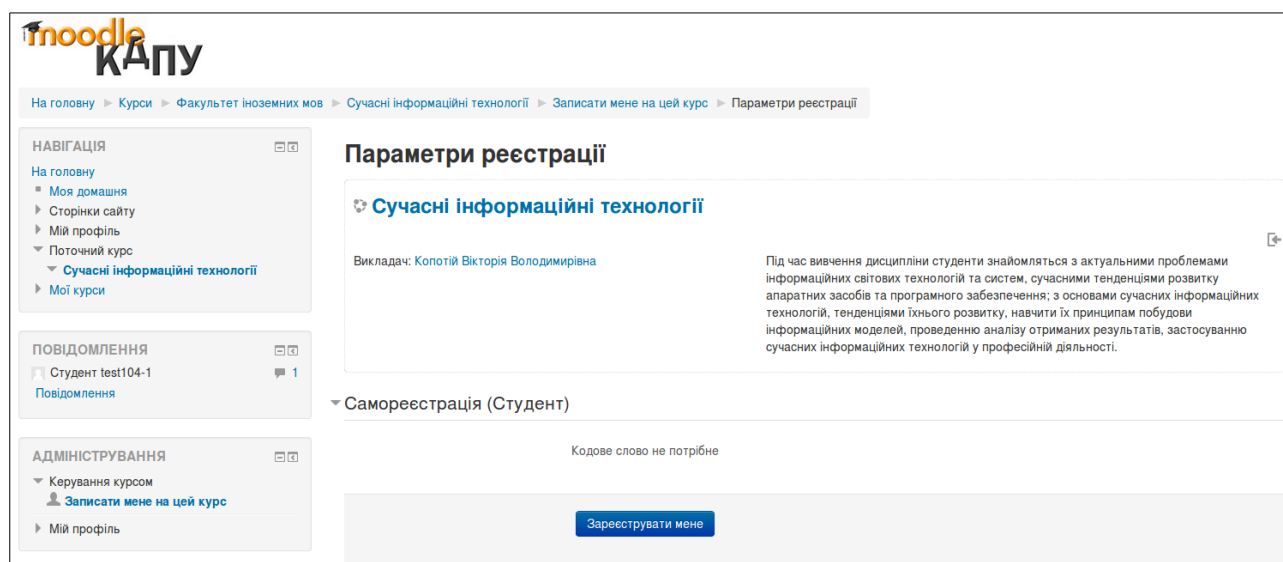 moodle
КДПУ
На головну ▶ Курси ▶ Факультет іноземних мов ▶ Сучасні інформаційні технології ▶ Записати мене на цей курс ▶ Параметри реєстрації
НАВІГАЦІЯ
На головну
Моя домашня
Сторінки сайту
Мій профіль
Поточний курс
Сучасні інформаційні технології
Мої курси
ПОВІДОМЛЕННЯ
Студент test104-1 1
Повідомлення
АДМІНІСТРУВАННЯ
Керування курсом
Записати мене на цей курс
Мій профіль
Параметри реєстрації
Сучасні інформаційні технології
Викладач: Копотій Вікторія Володимирівна
Під час вивчення дисципліни студенти знайомляться з актуальними проблемами
інформаційних світових технологій та систем, сучасними тенденціями розвитку
апаратних засобів та програмного забезпечення; з основами сучасних інформаційних
технологій, тенденціями їхнього розвитку, навчити їх принципам побудови
інформаційних моделей, проведенню аналізу отриманих результатів, застосуванню
сучасних інформаційних технологій у професійній діяльності.
Самореєстрація (Студент)
Кодове слово не потрібне
Зареєструвати мене